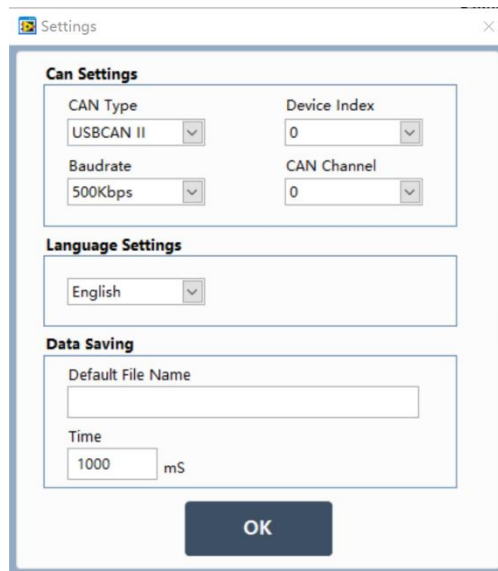 Settings
Can Settings
CAN Type
Device Index
USBCAN II
0
Baudrate
CAN Channel
500Kbps
0
Language Settings
English
Data Saving
Default File Name
Time
1000
mS
OK